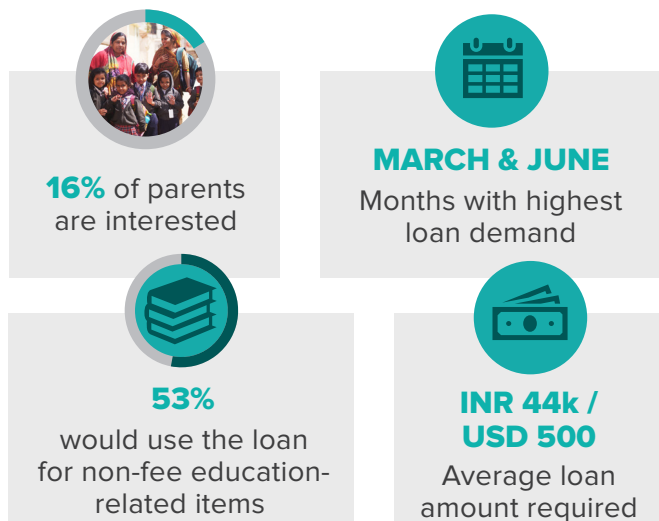 16% of parents
are interested
MARCH & JUNE
Months with highest
loan demand
53%
would use the loan
for non-fee education-
related items
INR 44k /
USD 500
Average loan
amount required